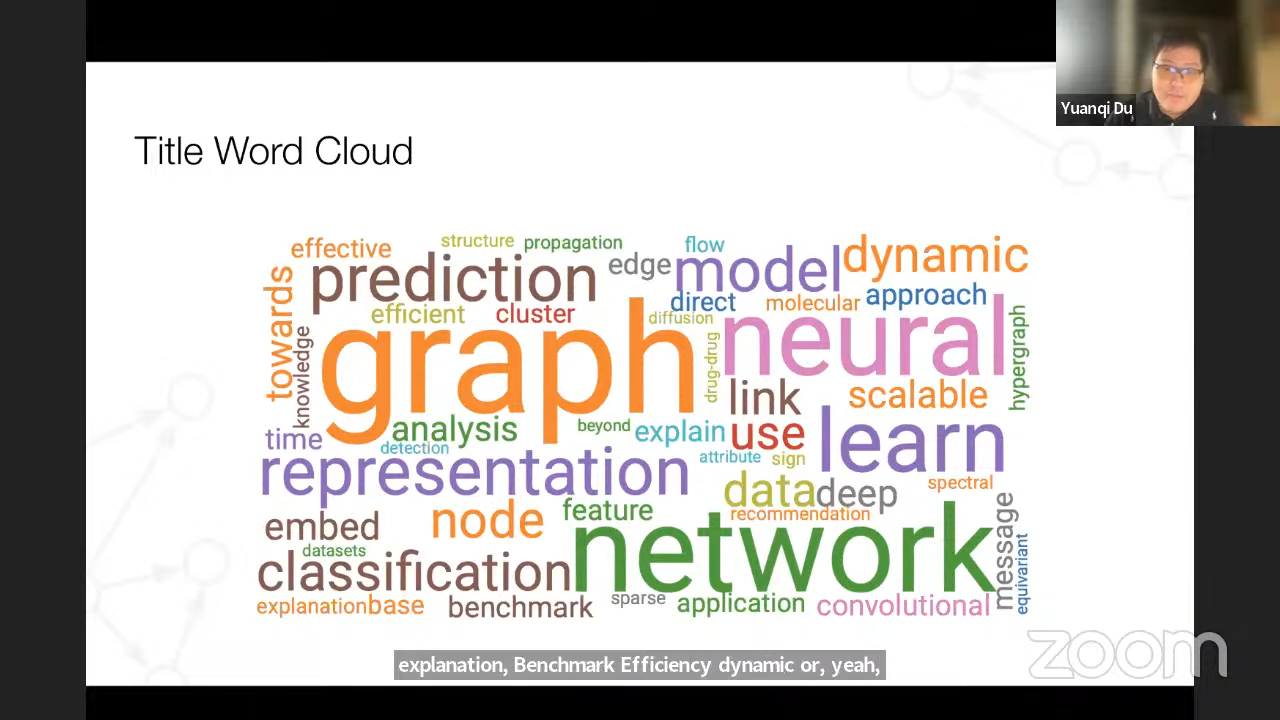 Yuanqi Du
Title Word Cloud
effective
structure
propagation
flow
dynamic
towards
prediction
edge
model
direct
molecular
approach
efficient
cluster
diffusion
knowledge
graph
drug-drug
neural
hypergraph
link
scalable
time
analysis
beyond
explain
use
learn
detection
attribute
sign
representation
data
deep
spectral
embed
node
feature
recommendation
message
datasets
network
equivariant
classification
explanation
base
benchmark
sparse
application
convolutional
zoom
explanation, Benchmark Efficiency dynamic or, yeah,